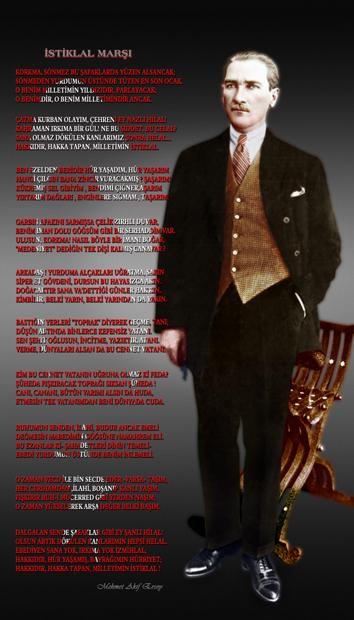 İSTİKLAL MARŞI
KORKMA, SÖNMEZ BU ŞAFAKLARDA YÜZEN ALSANCAK;
SÖNMEDEN YURDUMUN ÜSTÜNDE TÜTEN EN SON OCAK.
O BENİM MİLLETİMİN YILDIZIDIR, PARLAYACAK;
O BENİMDİR, O BENİM MİLLETİMİNDİR ANCAK.
ÇATMA KURBAN OLAYIM, ÇEHRENİ EY NAZLI HİLAL!
KAHRAMAN IRKIMA BİR GÜL! NE BU ŞİDDET, BU CELAL?
SANA OLMAZ DÖKÜLEN KANLARIMIZ SONRA HELAL...
HAKKIDIR, HAKKA TAPAN, MİLLETİMİN İSTİKLAL.
BEN EZELDEN BERİDİR HÜR YAŞADIM, HÜR YAŞARIM
HANGİ ÇILGIN BANA ZİNCİR VURACAKMIŞ? ŞAŞARIM!
KÜKREMİŞ SEL GİBİYİM, BENDİMİ ÇİĞNER, AŞARIM
YIRTARIM DAĞLARI, ENGİNLERE SIĞMAM, TAŞARIM
GARBIN AFAKINI SARMIŞSA ÇELİK ZIRHLI DUVAR,
BENİM İMAN DOLU GÖĞSÜM GİBİ BİR SERHADDİM VAR.
ULUSUN, KORKMA! NASIL BÖYLE BİR İMANI BOĞAR,
"MEDENİYET" DEDİĞİN TEK DİŞİ KALMIŞ CANAVAR?
ARKADAŞ! YURDUMA ALÇAKLARI UĞRATMA, SAKIN
SİPER ET GÖVDENİ, DURSUN BU HAYASIZCA AKIN.
DOĞACAKTIR SANA VA'DETTİĞİ GÜNLER HAKKIN..
KİMBİLİR, BELKİ YARIN, BELKİ YARINDAN DA YAKIN.
BASTIĞIN YERLERİ "TOPRAK" DİYEREK GEÇME, TANI,
DÜŞÜN ALTINDA BİNLERCE KEFENSİZ YATANI.
SEN ŞEHİT OĞLUSUN, İNCİTME, YAZIKTIR, ATANI.
VERME, DÜNYALARI ALSAN DA BU CENNET VATANI.
KİM BU CENNET VATANIN UĞRUNA OLMAZ Kİ FEDA?
ŞÜHEDA FIŞKIRACAK TOPRAĞI SIKSAN ŞÜHEDA!
CANI, CANANI, BÜTÜN VARIMI ALSIN DA HUDA,
ETMESİN TEK VATANIMDAN BENİ DÜNYADA CUDA.
RUHUMUN SENDEN, İLAHİ, BUDUR ANCAK EMELİ
DEĞMESİN MABEDİMİN GÖĞSÜNE NAMAHREM ELİ.
BU EZANLAR Kİ- ŞAHADETLERİ DİNİN TEMELİ-
EBEDİ YURDUMUN ÜSTÜNDE BENİM İNLEMELİ.
O ZAMAN VECD İLE BİN SECDE EDER -VARSA- TAŞIM,
HER CERİHAMDAN, İLAHİ, BOŞANIP KANLI YAŞIM,
FIŞKIRIR RUH-İ MÜCERRED GİBİ YERDEN NAŞIM,
O ZAMAN YÜKSELEREK ARŞA DEĞER BELKİ BAŞIM.
DALGALAN SENDE ŞAFAKLAR GİBİ EY ŞANLI HİLAL!
OLSUN ARTIK DÖKÜLEN KANLARIMIN HEPSİ HELAL.
EBEDİYEN SANA YOK, IRKIMA YOK İZMİHLAL;
HAKKIDIR, HÜR YAŞAMIŞ, BAYRAĞIMIN HÜRRİYET;
HAKKIDIR, HAKKA TAPAN, MİLLETİMİN İSTİKLAL!
Mehmet Akif Ersoy